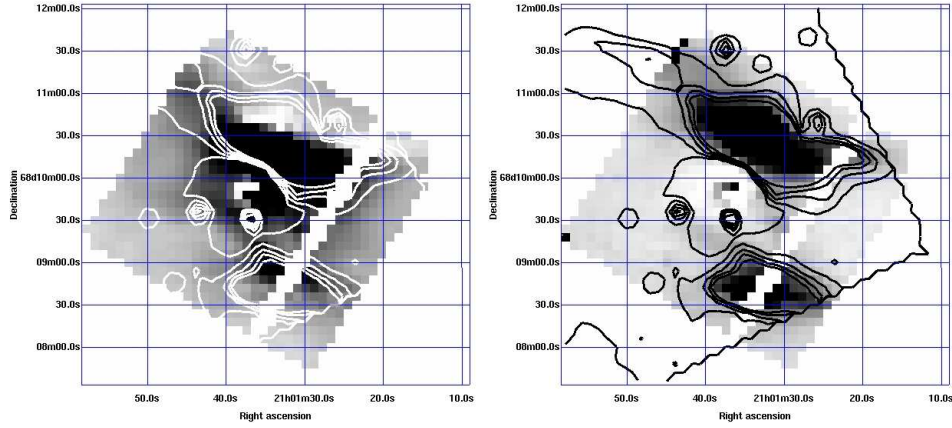 12m00.0s
30.0s
11m00.0s
30.0s
68d10m00.0s
30.0s
09m00.0s
30.0s
08m00.0s
Declination
50.0s
40.0s
21h01m30.0s
20.0s
10.0s
Right ascension
12m00.0s
30.0s
11m00.0s
30.0s
68d10m00.0s
30.0s
09m00.0s
30.0s
08m00.0s
Declination
50.0s
40.0s
21h01m30.0s
20.0s
10.0s
Right ascension